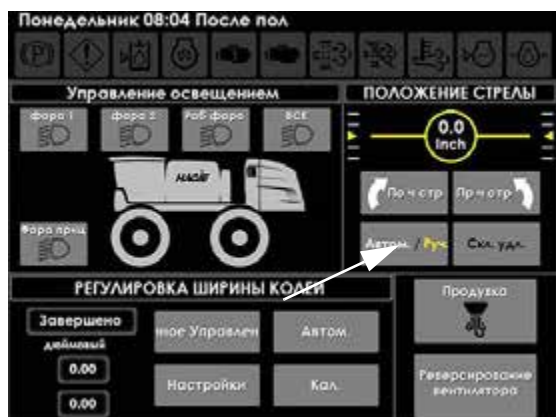 Понедельник 08:04 После пол
(P)
Управление освещением
ПОЛОЖЕНИЕ СТРЕЛЫ
фара 1
фара 2
Раб фара
ВСЕ
0.0
Inch
HAGIE
По ч стр
Пр ч стр
Фара приц
Автом. / Руч.
Скл. удл.
РЕГУЛИРОВКА ШИРИНЫ КОЛЕИ
Продувка
Завершено
дюймовый
ное Управлен
Автом.
0.00
Настройки
Кал.
Реверсирование
вентилятора
0.00